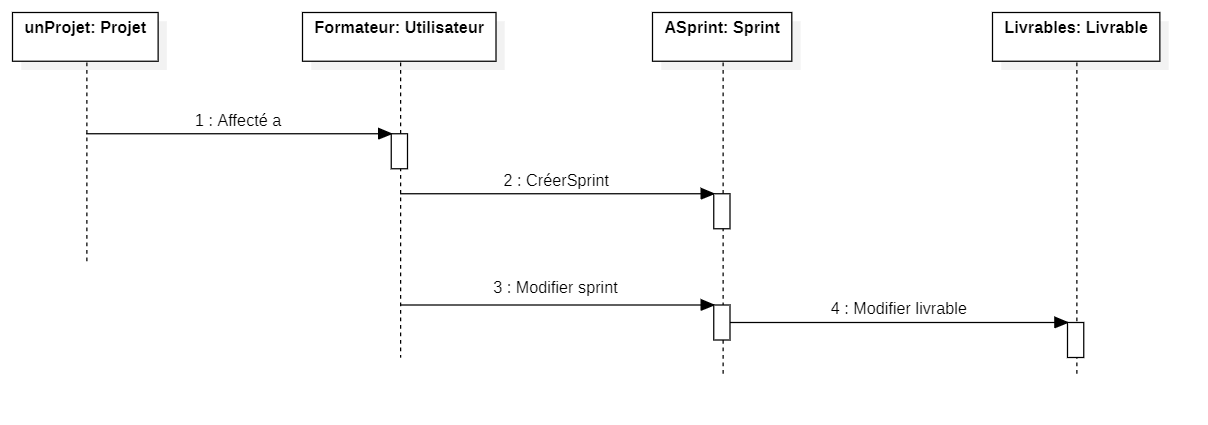 unProjet: Projet
Formateur: Utilisateur
ASprint: Sprint
Livrables: Livrable
1 : Affecté a
2 : CréerSprint
3 : Modifier sprint
4 : Modifier livrable